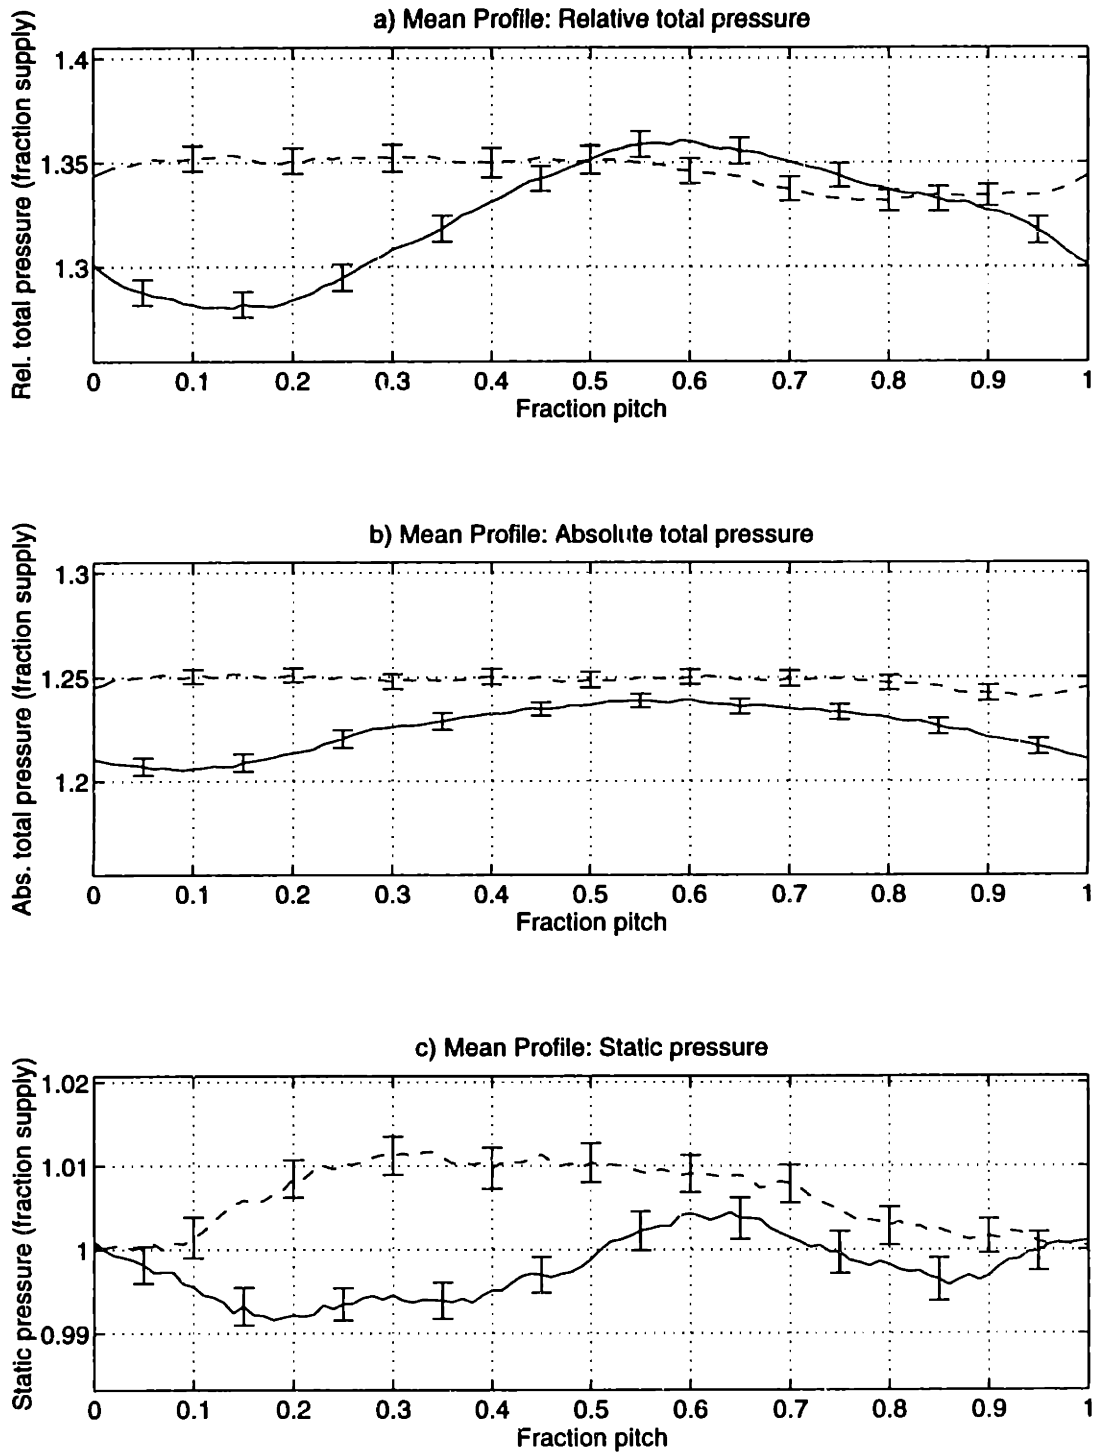 a) Mean Profile: Relative total pressure
Rel. total pressure (fraction supply)
1.4
1.35
1.3
0 0.1 0.2 0.3 0.4 0.5 0.6 0.7 0.8 0.9 1
Fraction pitch
b) Mean Profile: Absolute total pressure
Abs. total pressure (fraction supply)
1.3
1.25
1.2
0 0.1 0.2 0.3 0.4 0.5 0.6 0.7 0.8 0.9 1
Fraction pitch
c) Mean Profile: Static pressure
Static pressure (fraction supply)
1.02
1.01
1
0.99
0 0.1 0.2 0.3 0.4 0.5 0.6 0.7 0.8 0.9 1
Fraction pitch